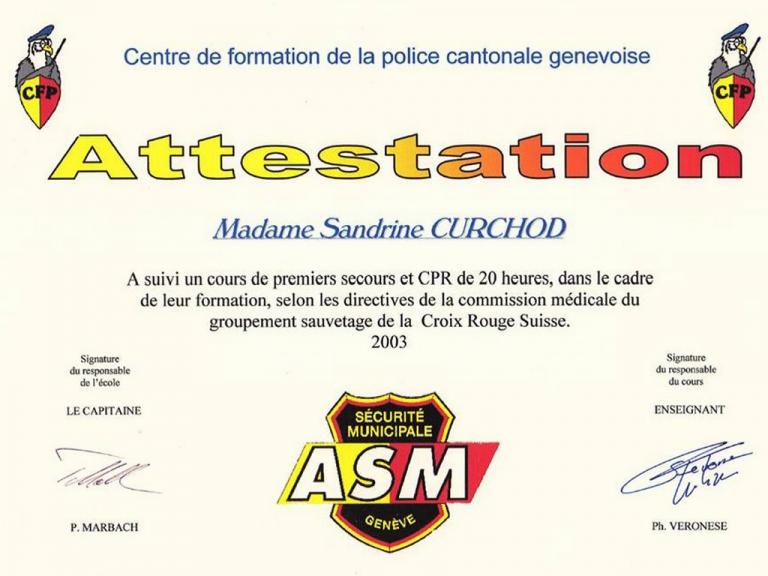 Centre de formation de la police cantonale genevoise
CFP
CFP
Attestation
Madame Sandrine CURCHOD
A suivi un cours de premiers secours et CPR de 20 heures, dans le cadre
de leur formation, selon les directives de la commission médicale du
groupement sauvetage de la Croix Rouge Suisse.
2003
Signature
du responsable
de l'école
LE CAPITAINE
P. MARBACH
SÉCURITÉ
MUNICIPALE
ASM
GENÈVE
Signature
du responsable
du cours
ENSEIGNANT
Ph. VERONESE